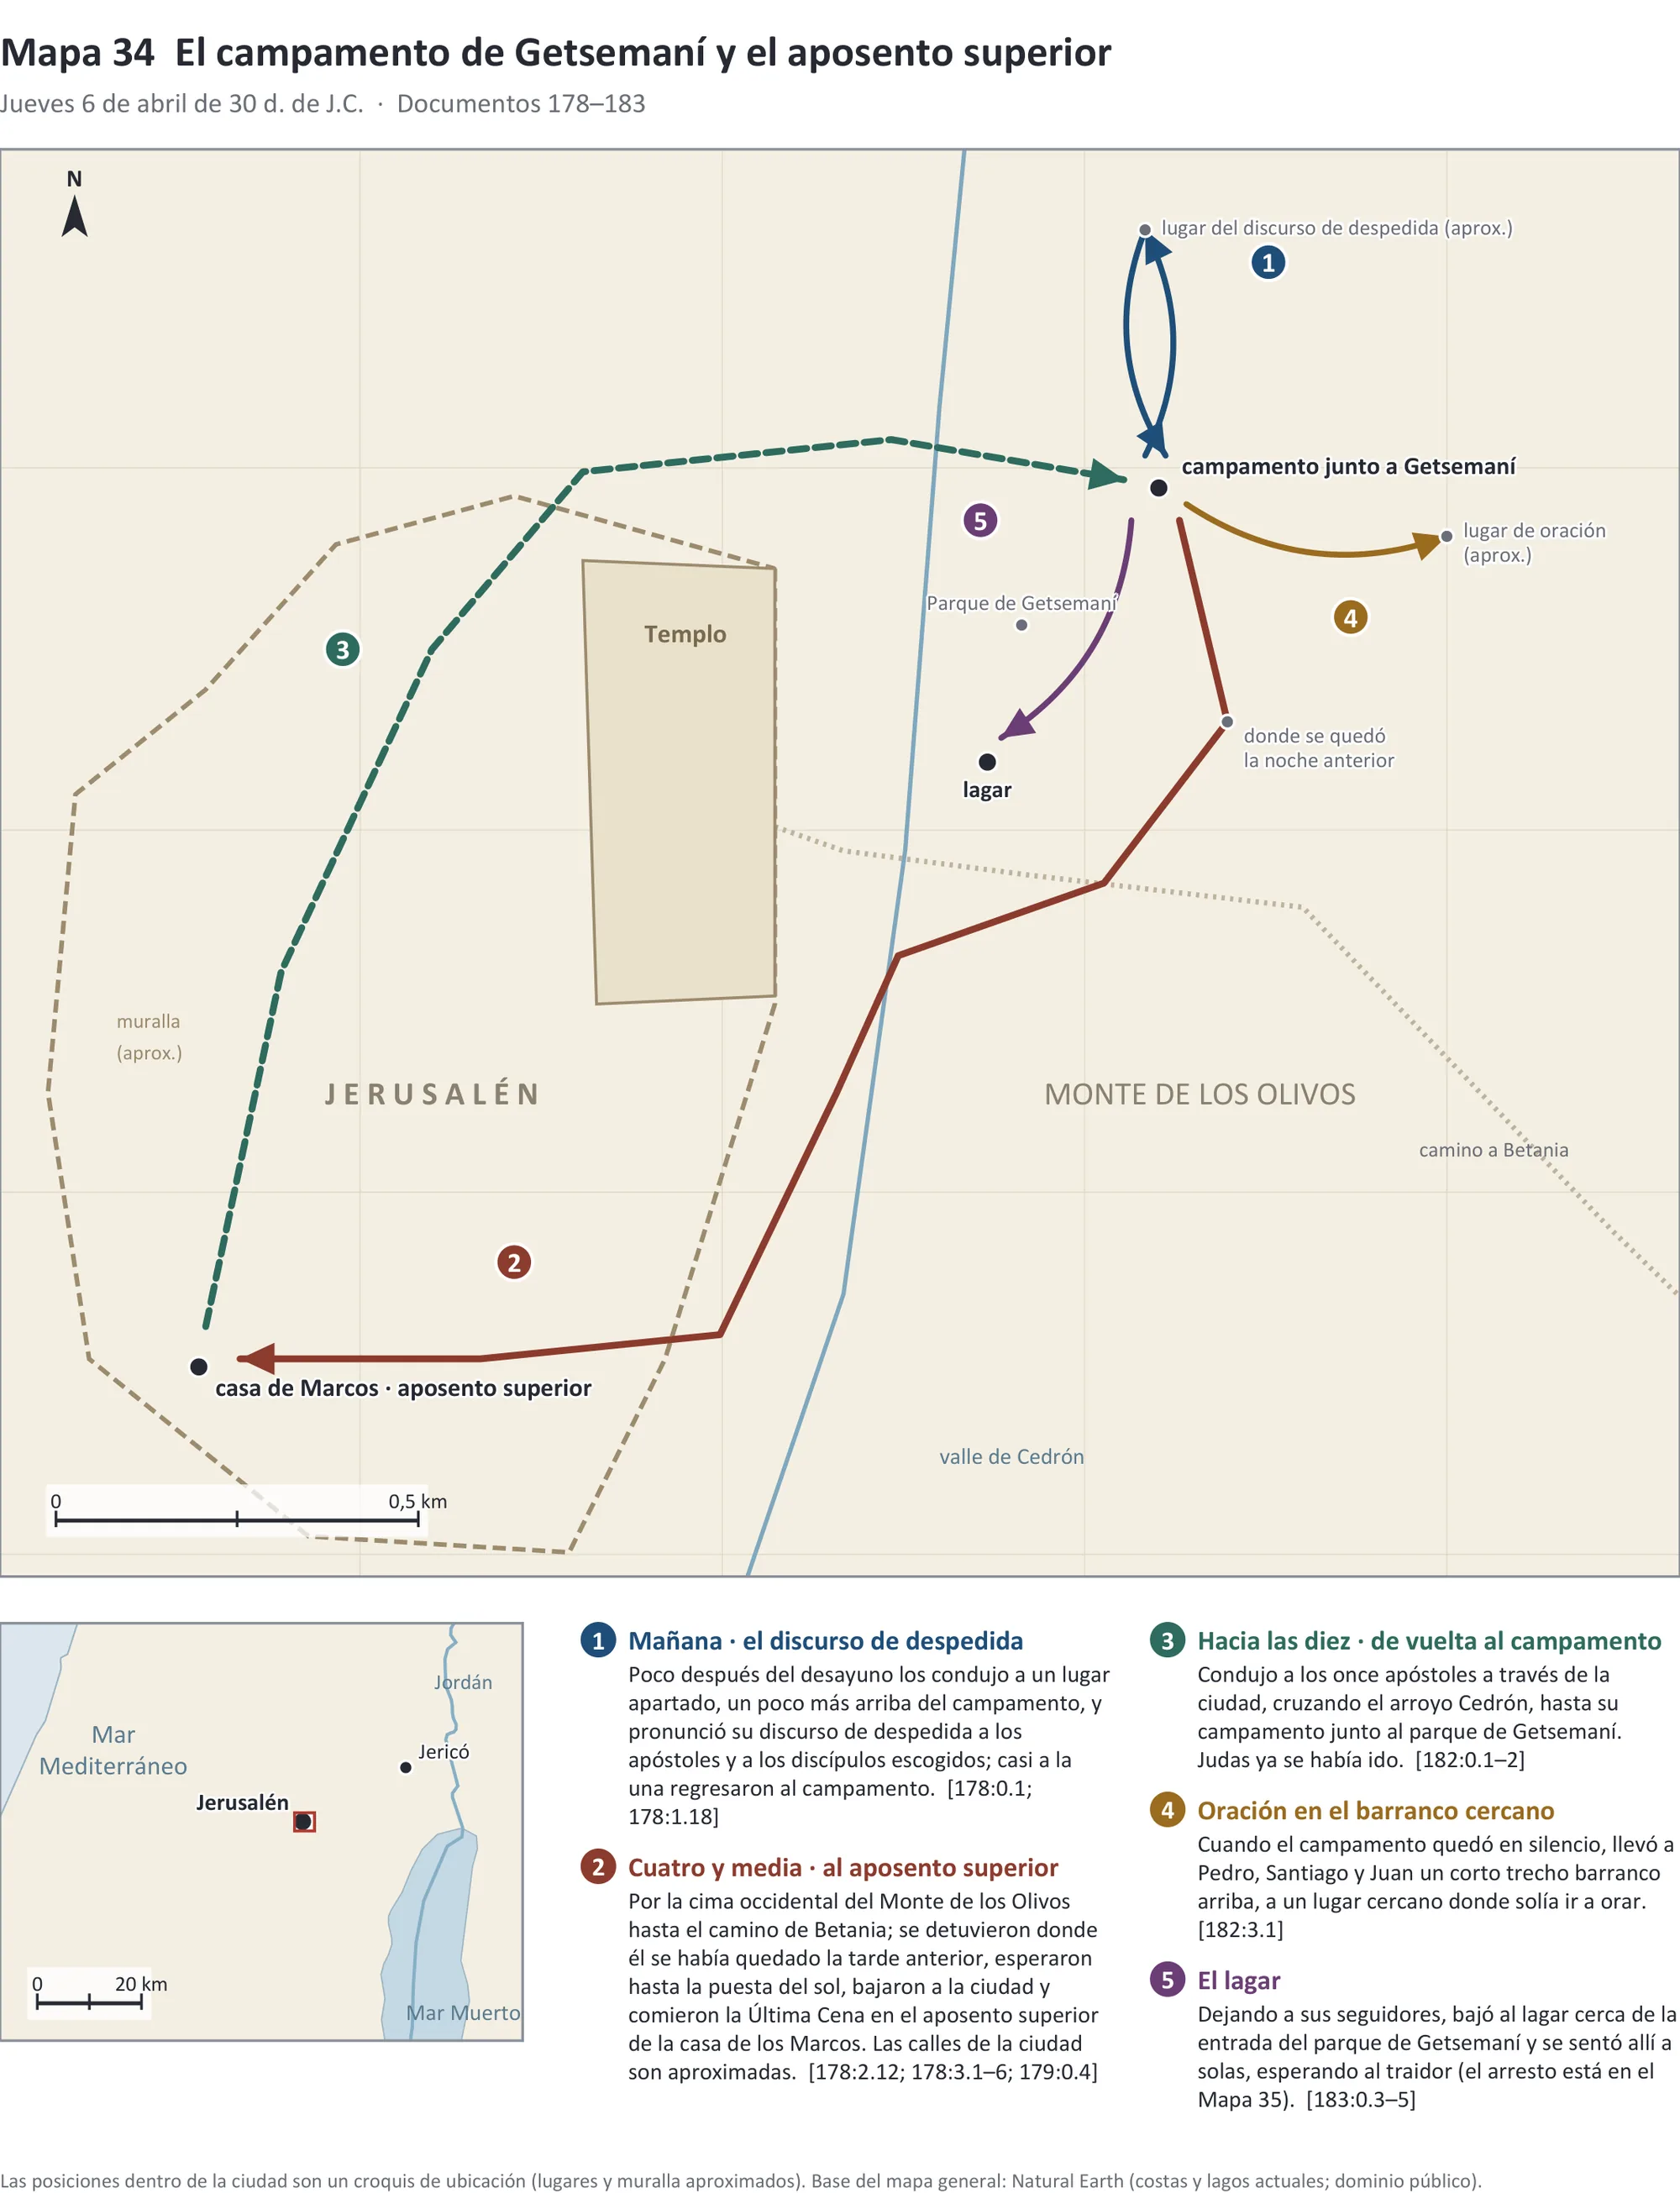 Mapa 34  El campamento de Getsemaní y el aposento superior
Jueves 6 de abril de 30 d. de J.C.  ·  Documentos 178–183
N
lugar del discurso de despedida (aprox.)
1
campamento junto a Getsemaní
5
lugar de oración
(aprox.)
Parque de Getsemaní
4
Templo
3
donde se quedó
la noche anterior
lagar
muralla
(aprox.)
JERUSALÉN
MONTE DE LOS OLIVOS
camino a Betania
2
casa de Marcos · aposento superior
valle de Cedrón
0
0,5 km
Jordán
Mar
Mediterráneo
Jericó
Jerusalén
0
20 km
Mar Muerto
1 Mañana · el discurso de despedida
Poco después del desayuno los condujo a un lugar
apartado, un poco más arriba del campamento, y
pronunció su discurso de despedida a los
apóstoles y a los discípulos escogidos; casi a la
una regresaron al campamento.  [178:0.1;
178:1.18]
2 Cuatro y media · al aposento superior
Por la cima occidental del Monte de los Olivos
hasta el camino de Betania; se detuvieron donde
él se había quedado la tarde anterior, esperaron
hasta la puesta del sol, bajaron a la ciudad y
comieron la Última Cena en el aposento superior
de la casa de los Marcos. Las calles de la ciudad
son aproximadas.  [178:2.12; 178:3.1–6; 179:0.4]
3 Hacia las diez · de vuelta al campamento
Condujo a los once apóstoles a través de la
ciudad, cruzando el arroyo Cedrón, hasta su
campamento junto al parque de Getsemaní.
Judas ya se había ido.  [182:0.1–2]
4 Oración en el barranco cercano
Cuando el campamento quedó en silencio, llevó a
Pedro, Santiago y Juan un corto trecho barranco
arriba, a un lugar cercano donde solía ir a orar.
[182:3.1]
5 El lagar
Dejando a sus seguidores, bajó al lagar cerca de la
entrada del parque de Getsemaní y se sentó allí a
solas, esperando al traidor (el arresto está en el
Mapa 35).  [183:0.3–5]
Las posiciones dentro de la ciudad son un croquis de ubicación (lugares y muralla aproximados). Base del mapa general: Natural Earth (costas y lagos actuales; dominio público).